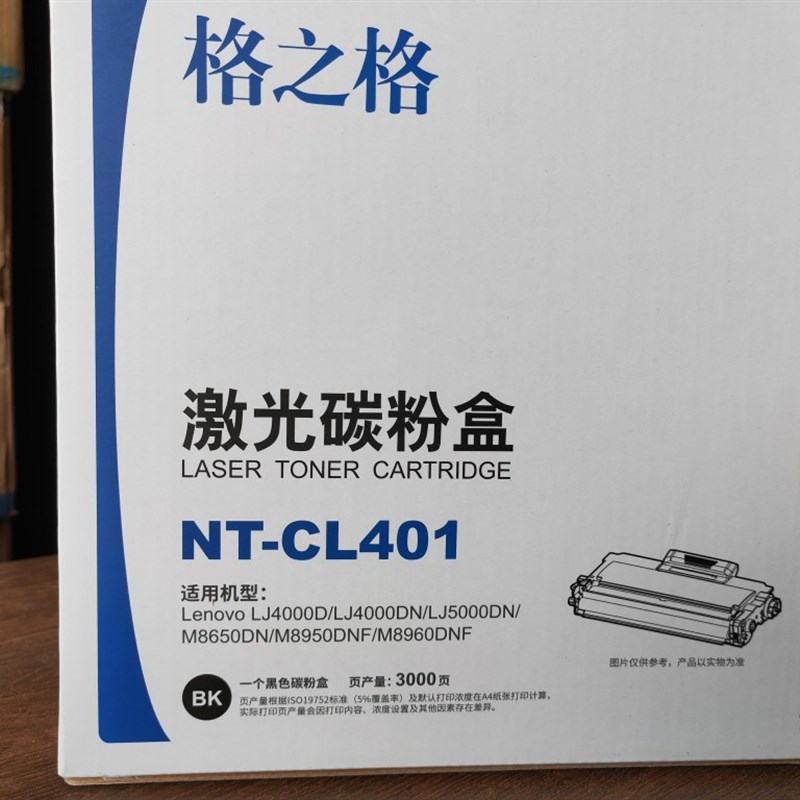 格之格
激光碳粉盒
LASER TONER CARTRIDGE
NT-CL401
适用机型：
Lenovo LJ4000D/LJ4000DN/LJ5000DN/
M8650DN/M8950DNF/M8960DNF
图片仅供参考，产品以实物为准
BK
一个黑色碳粉盒 页产量: 3000页
页产量根据ISO19752标准（5%覆盖率）及默认打印浓度在A4纸张打印计算，
实际打印页产量会因打印内容、浓度设置及其他因素存在差异。